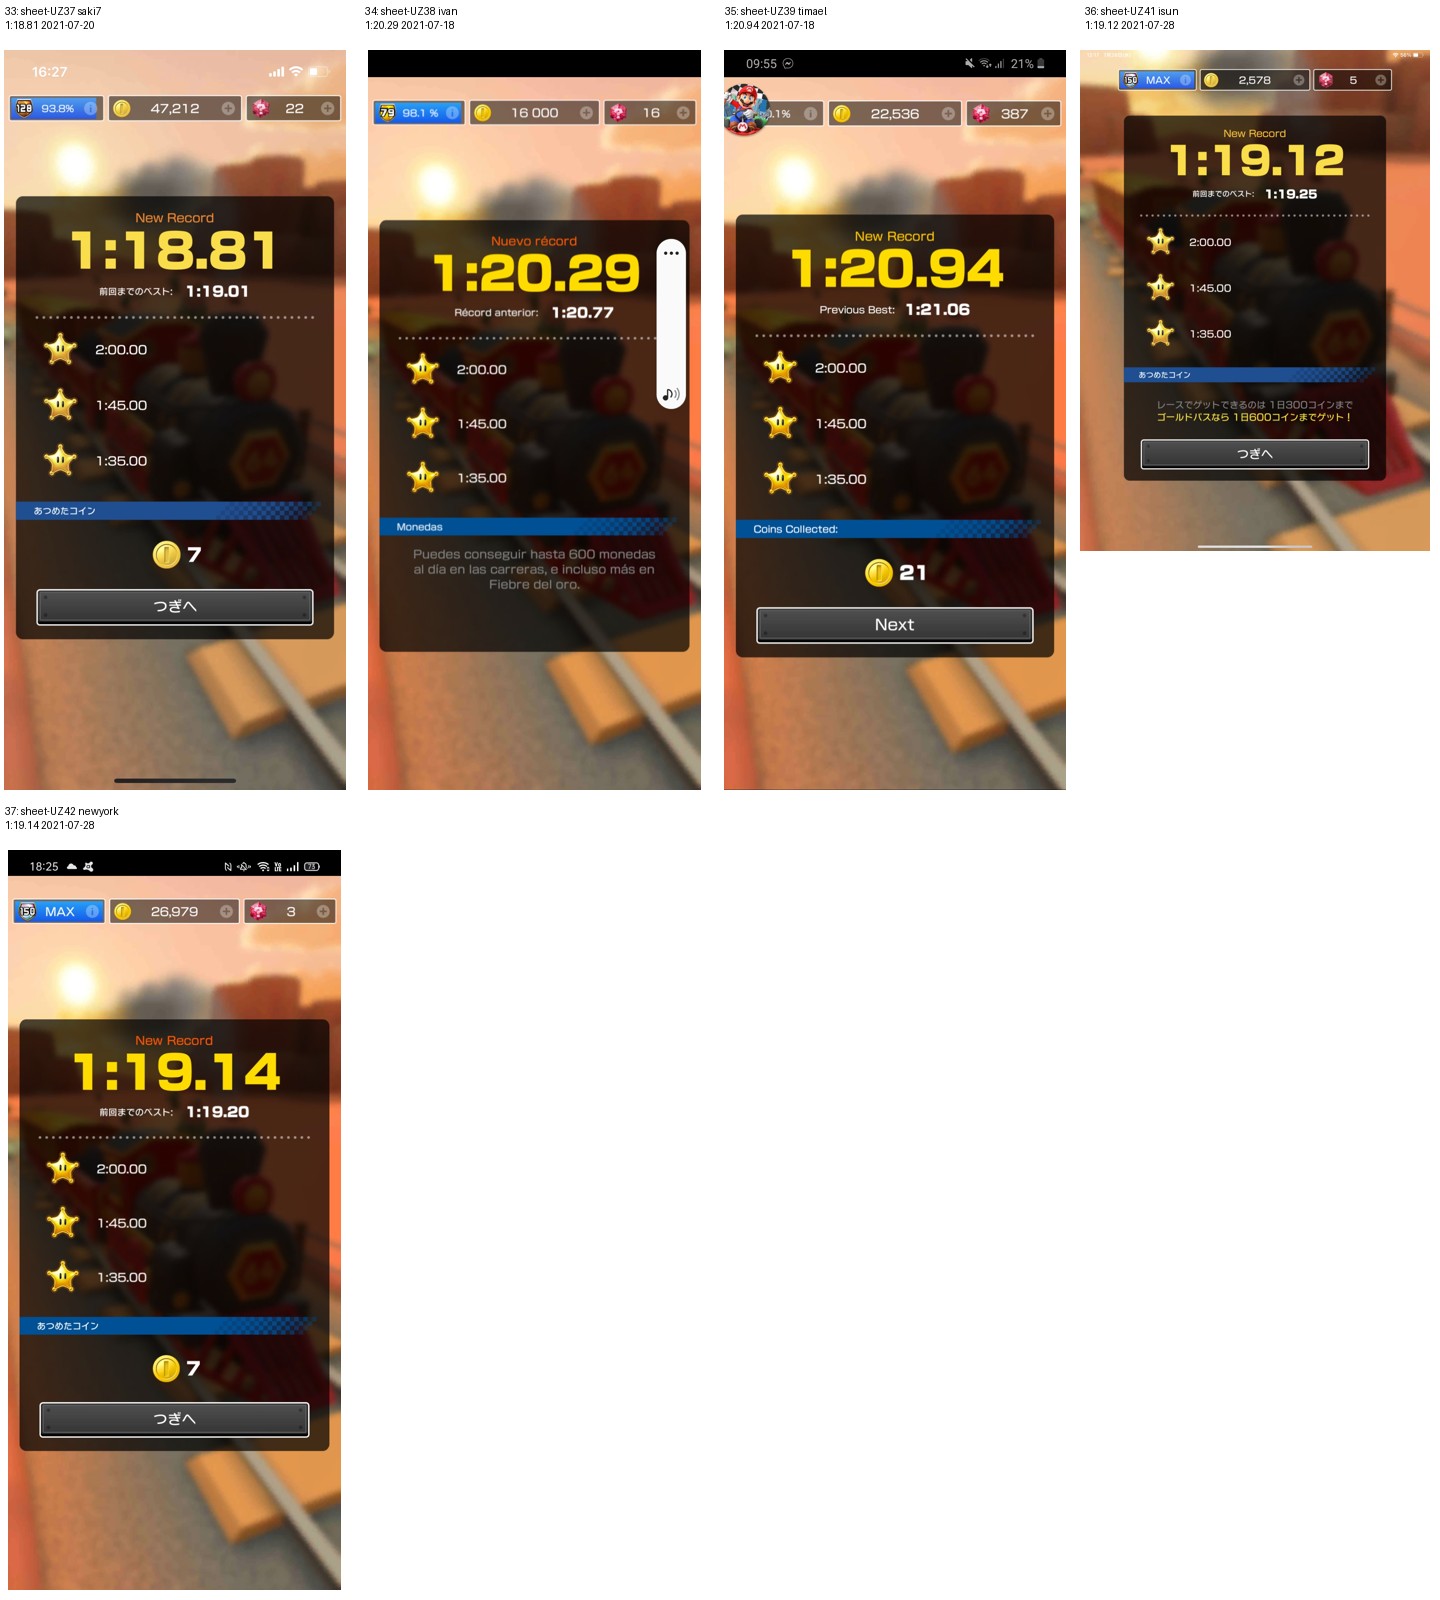 33: sheet-UZ37 saki7
1:18.81 2021-07-20
16:27
128 93.8% 47,212 22
New Record
1:18.81
前回までのベスト: 1:19.01
2:00.00
1:45.00
1:35.00
あつめたコイン
7
つぎへ
34: sheet-UZ38 ivan
1:20.29 2021-07-18
79 98.1 % 16 000 16
Nuevo récord
1:20.29
Récord anterior: 1:20.77
2:00.00
1:45.00
1:35.00
Monedas
Puedes conseguir hasta 600 monedas
al día en las carreras, e incluso más en
Fiebre del oro.
35: sheet-UZ39 timael
1:20.94 2021-07-18
09:55 21%
.1% 22,536 387
New Record
1:20.94
Previous Best: 1:21.06
2:00.00
1:45.00
1:35.00
Coins Collected:
21
Next
36: sheet-UZ41 isun
1:19.12 2021-07-28
150 MAX 2,578 5
New Record
1:19.12
前回までのベスト: 1:19.25
2:00.00
1:45.00
1:35.00
あつめたコイン
レースでゲットできるのは 1日300コインまで
ゴールドパスなら 1日600コインまでゲット！
つぎへ
37: sheet-UZ42 newyork
1:19.14 2021-07-28
18:25 73
150 MAX 26,979 3
New Record
1:19.14
前回までのベスト: 1:19.20
2:00.00
1:45.00
1:35.00
あつめたコイン
7
つぎへ